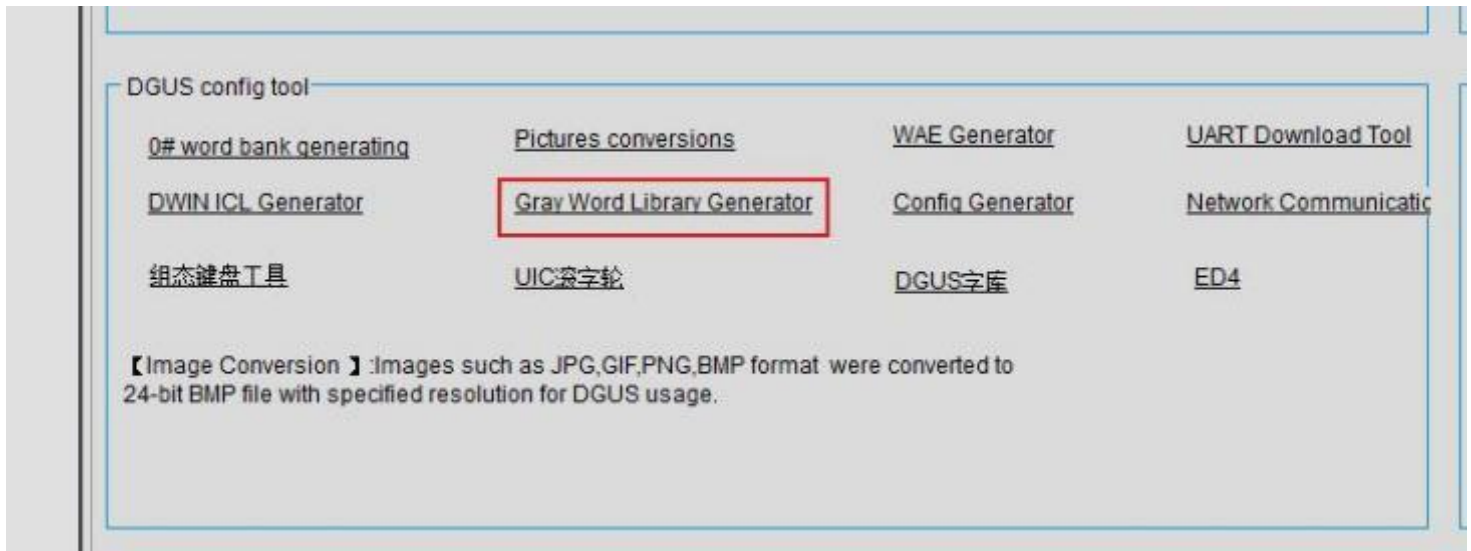 DGUS config tool
0# word bank generating
Pictures conversions
WAE Generator
UART Download Tool
DWIN ICL Generator
Gray Word Library Generator
Config Generator
Network Communicatic
组态鍵盘工具
UIC滚字轮
DGUS字库
ED4
【Image Conversion 】:Images such as JPG,GIF,PNG,BMP format were converted to
24-bit BMP file with specified resolution for DGUS usage.